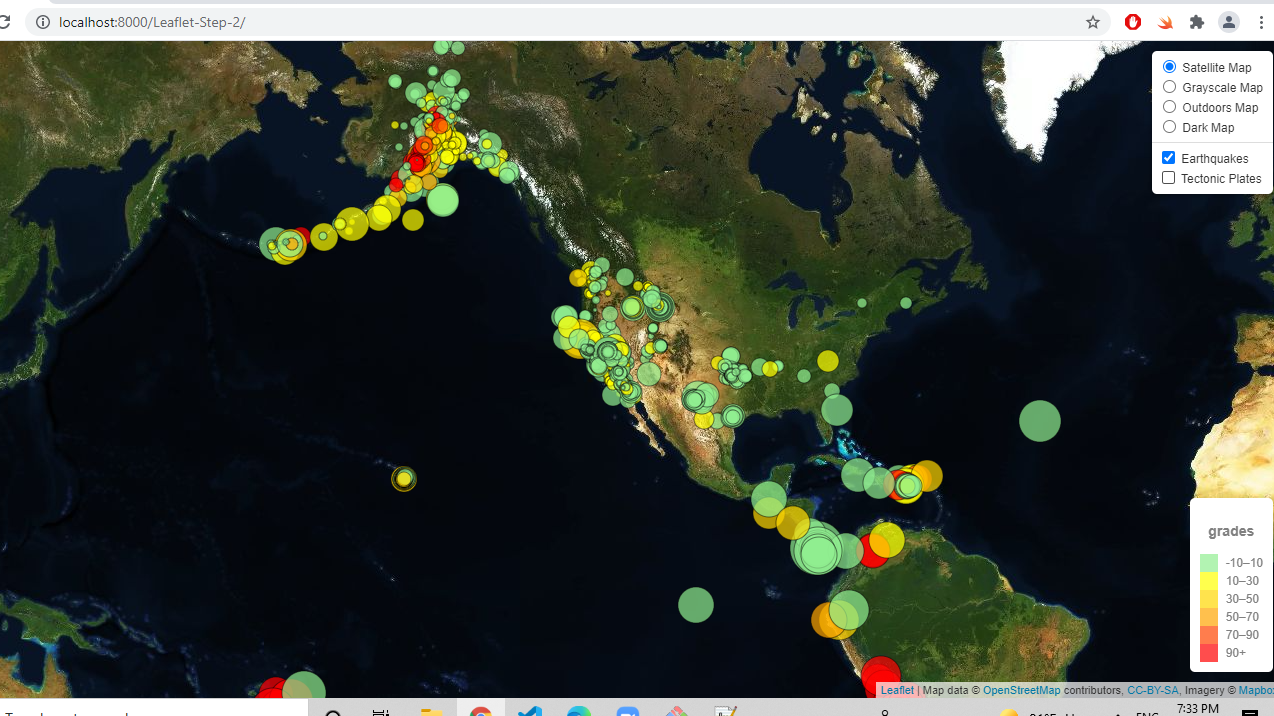 localhost:8000/Leaflet-Step-2/
Satellite Map
Grayscale Map
Outdoors Map
Dark Map
Earthquakes
Tectonic Plates
grades
-10–10
10–30
30–50
50–70
70–90
90+
Leaflet | Map data © OpenStreetMap contributors, CC-BY-SA, Imagery © Mapbo
7:33 PM